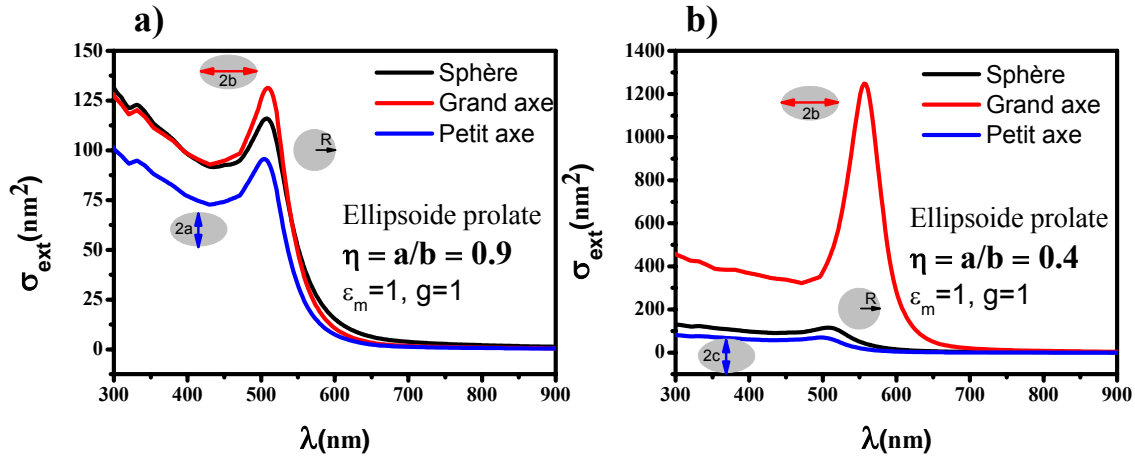 a)
150
125
100
75
50
25
0
σext(nm²)
2b
Sphère
Grand axe
Petit axe
R
2a
Ellipsoide prolate
η = a/b = 0.9
εm=1, g=1
300 400 500 600 700 800 900
λ(nm)
b)
1400
1200
1000
800
600
400
200
0
σext(nm²)
2b
Sphère
Grand axe
Petit axe
Ellipsoide prolate
η = a/b = 0.4
εm=1, g=1
R
2c
300 400 500 600 700 800 900
λ(nm)